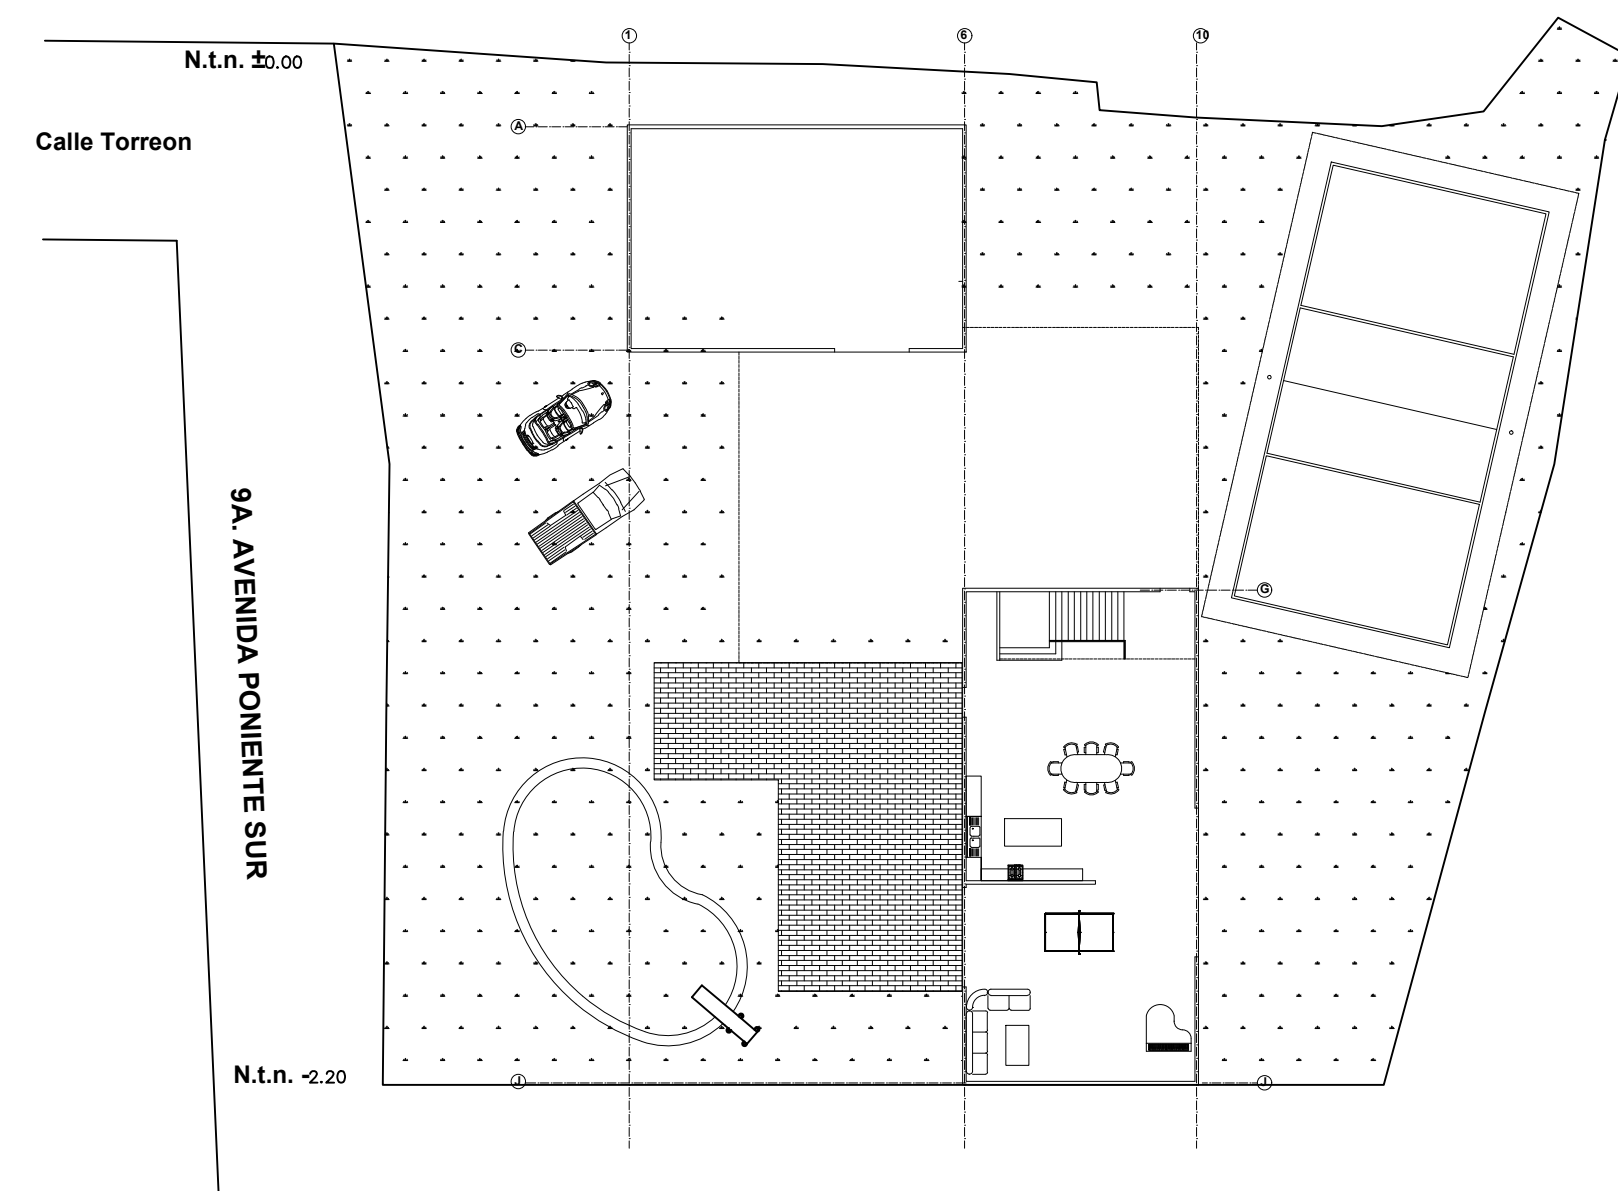 1
6
10
N.t.n. ±0.00
A
Calle Torreon
C
9A. AVENIDA PONIENTE SUR
G
N.t.n. -2.20
J
J